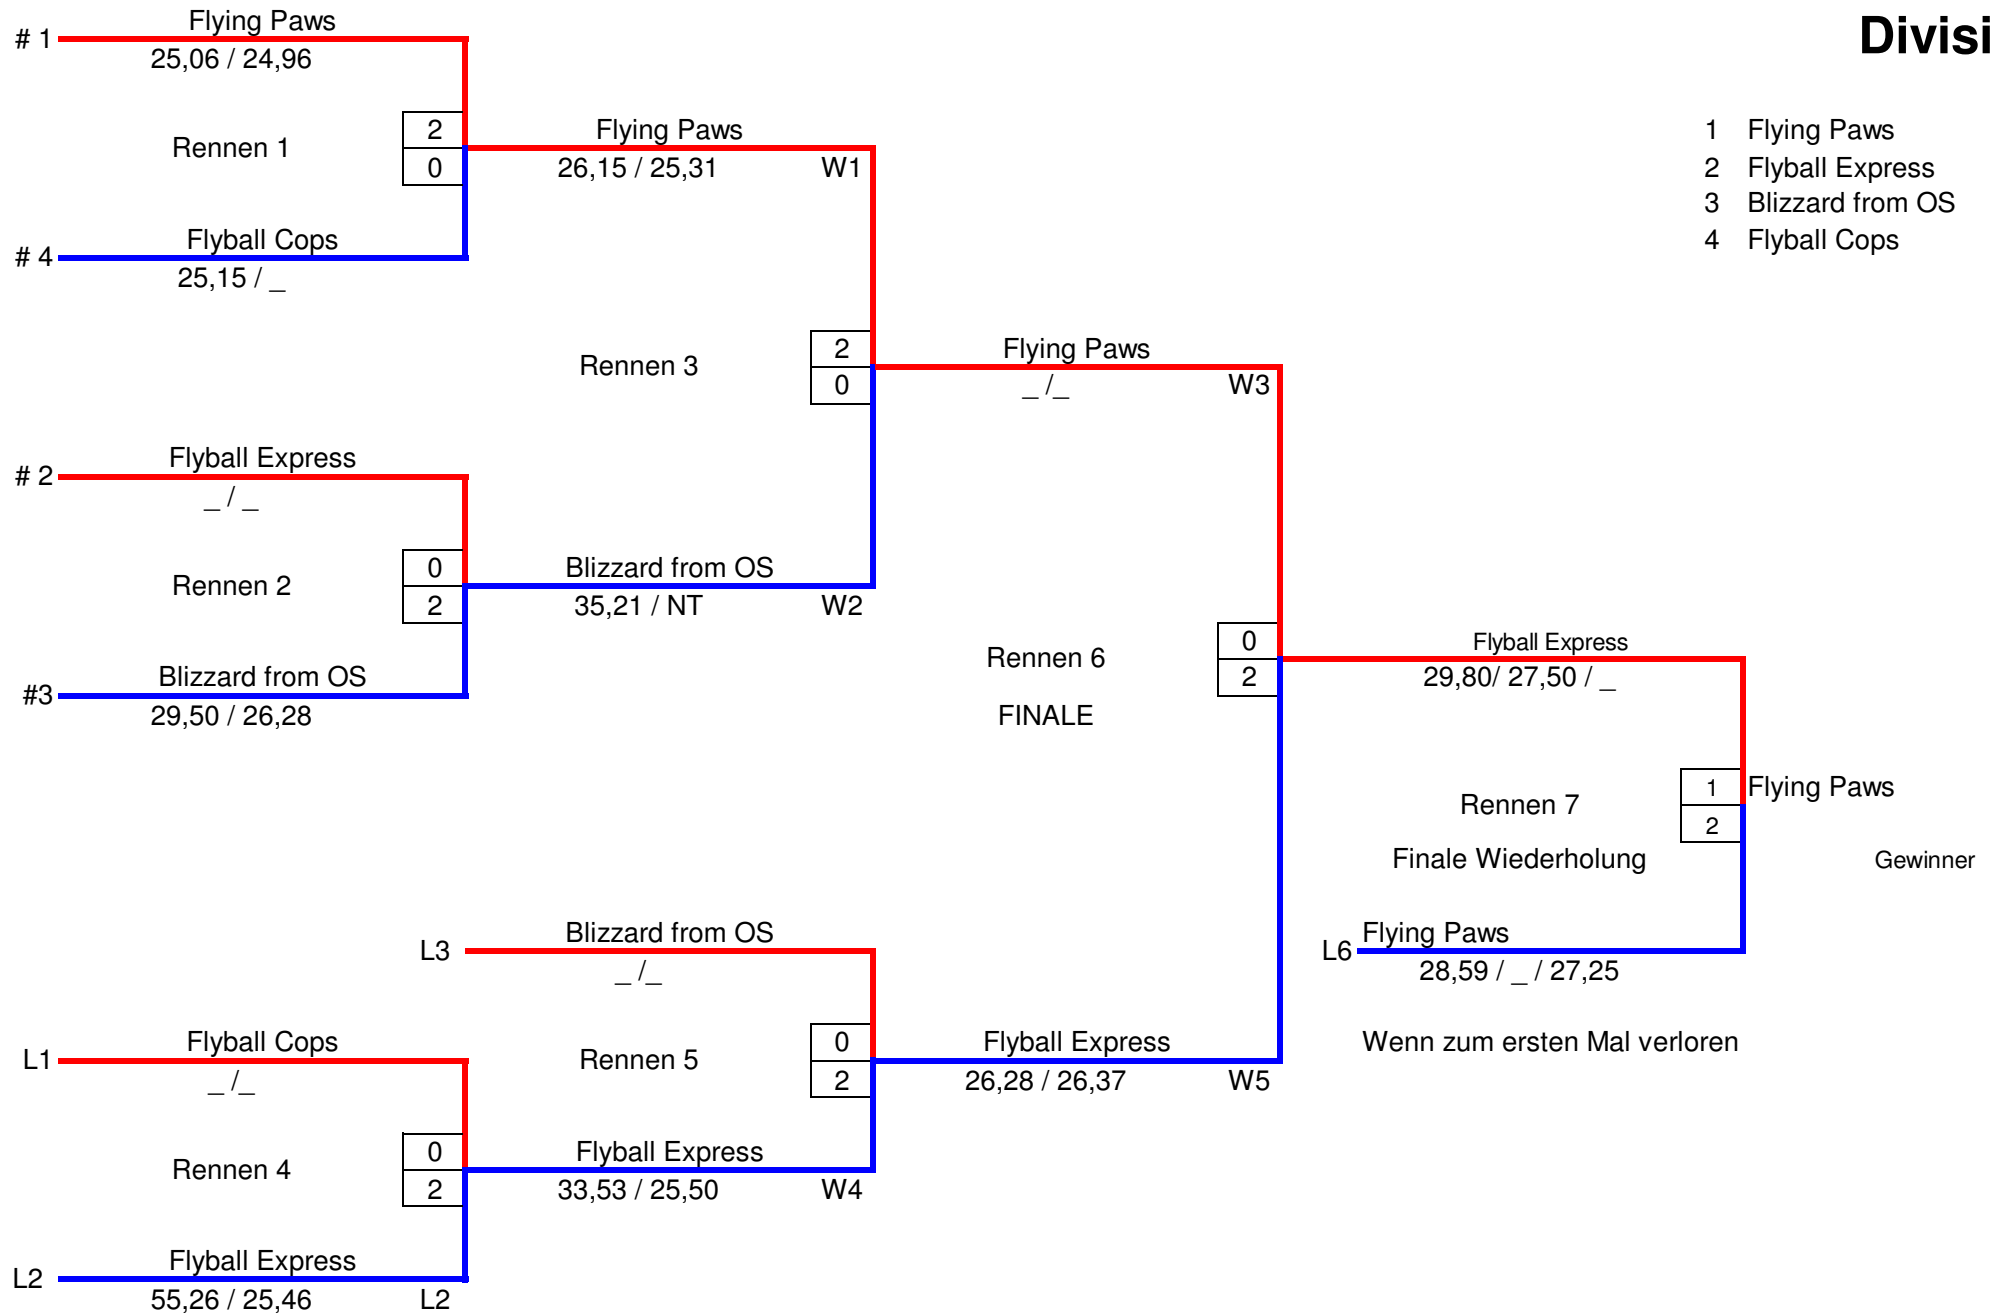 Divisi
# 1
Flying Paws
25,06 / 24,96
Rennen 1
2
0
# 4
Flyball Cops
25,15 / _
1 Flying Paws
2 Flyball Express
3 Blizzard from OS
4 Flyball Cops
Flying Paws
26,15 / 25,31
W1
Rennen 3
2
0
# 2
Flyball Express
_ / _
Rennen 2
0
2
#3
Blizzard from OS
29,50 / 26,28
Blizzard from OS
35,21 / NT
W2
Flying Paws
_ /_
W3
Rennen 6
FINALE
0
2
Flyball Express
29,80/ 27,50 / _
Rennen 7
Finale Wiederholung
1
2
Flying Paws
Gewinner
L6
Flying Paws
28,59 / _ / 27,25
Wenn zum ersten Mal verloren
L3
Blizzard from OS
_ /_
Rennen 5
0
2
Flyball Express
26,28 / 26,37
W5
L1
Flyball Cops
_ /_
Rennen 4
0
2
Flyball Express
33,53 / 25,50
W4
L2
Flyball Express
55,26 / 25,46
L2